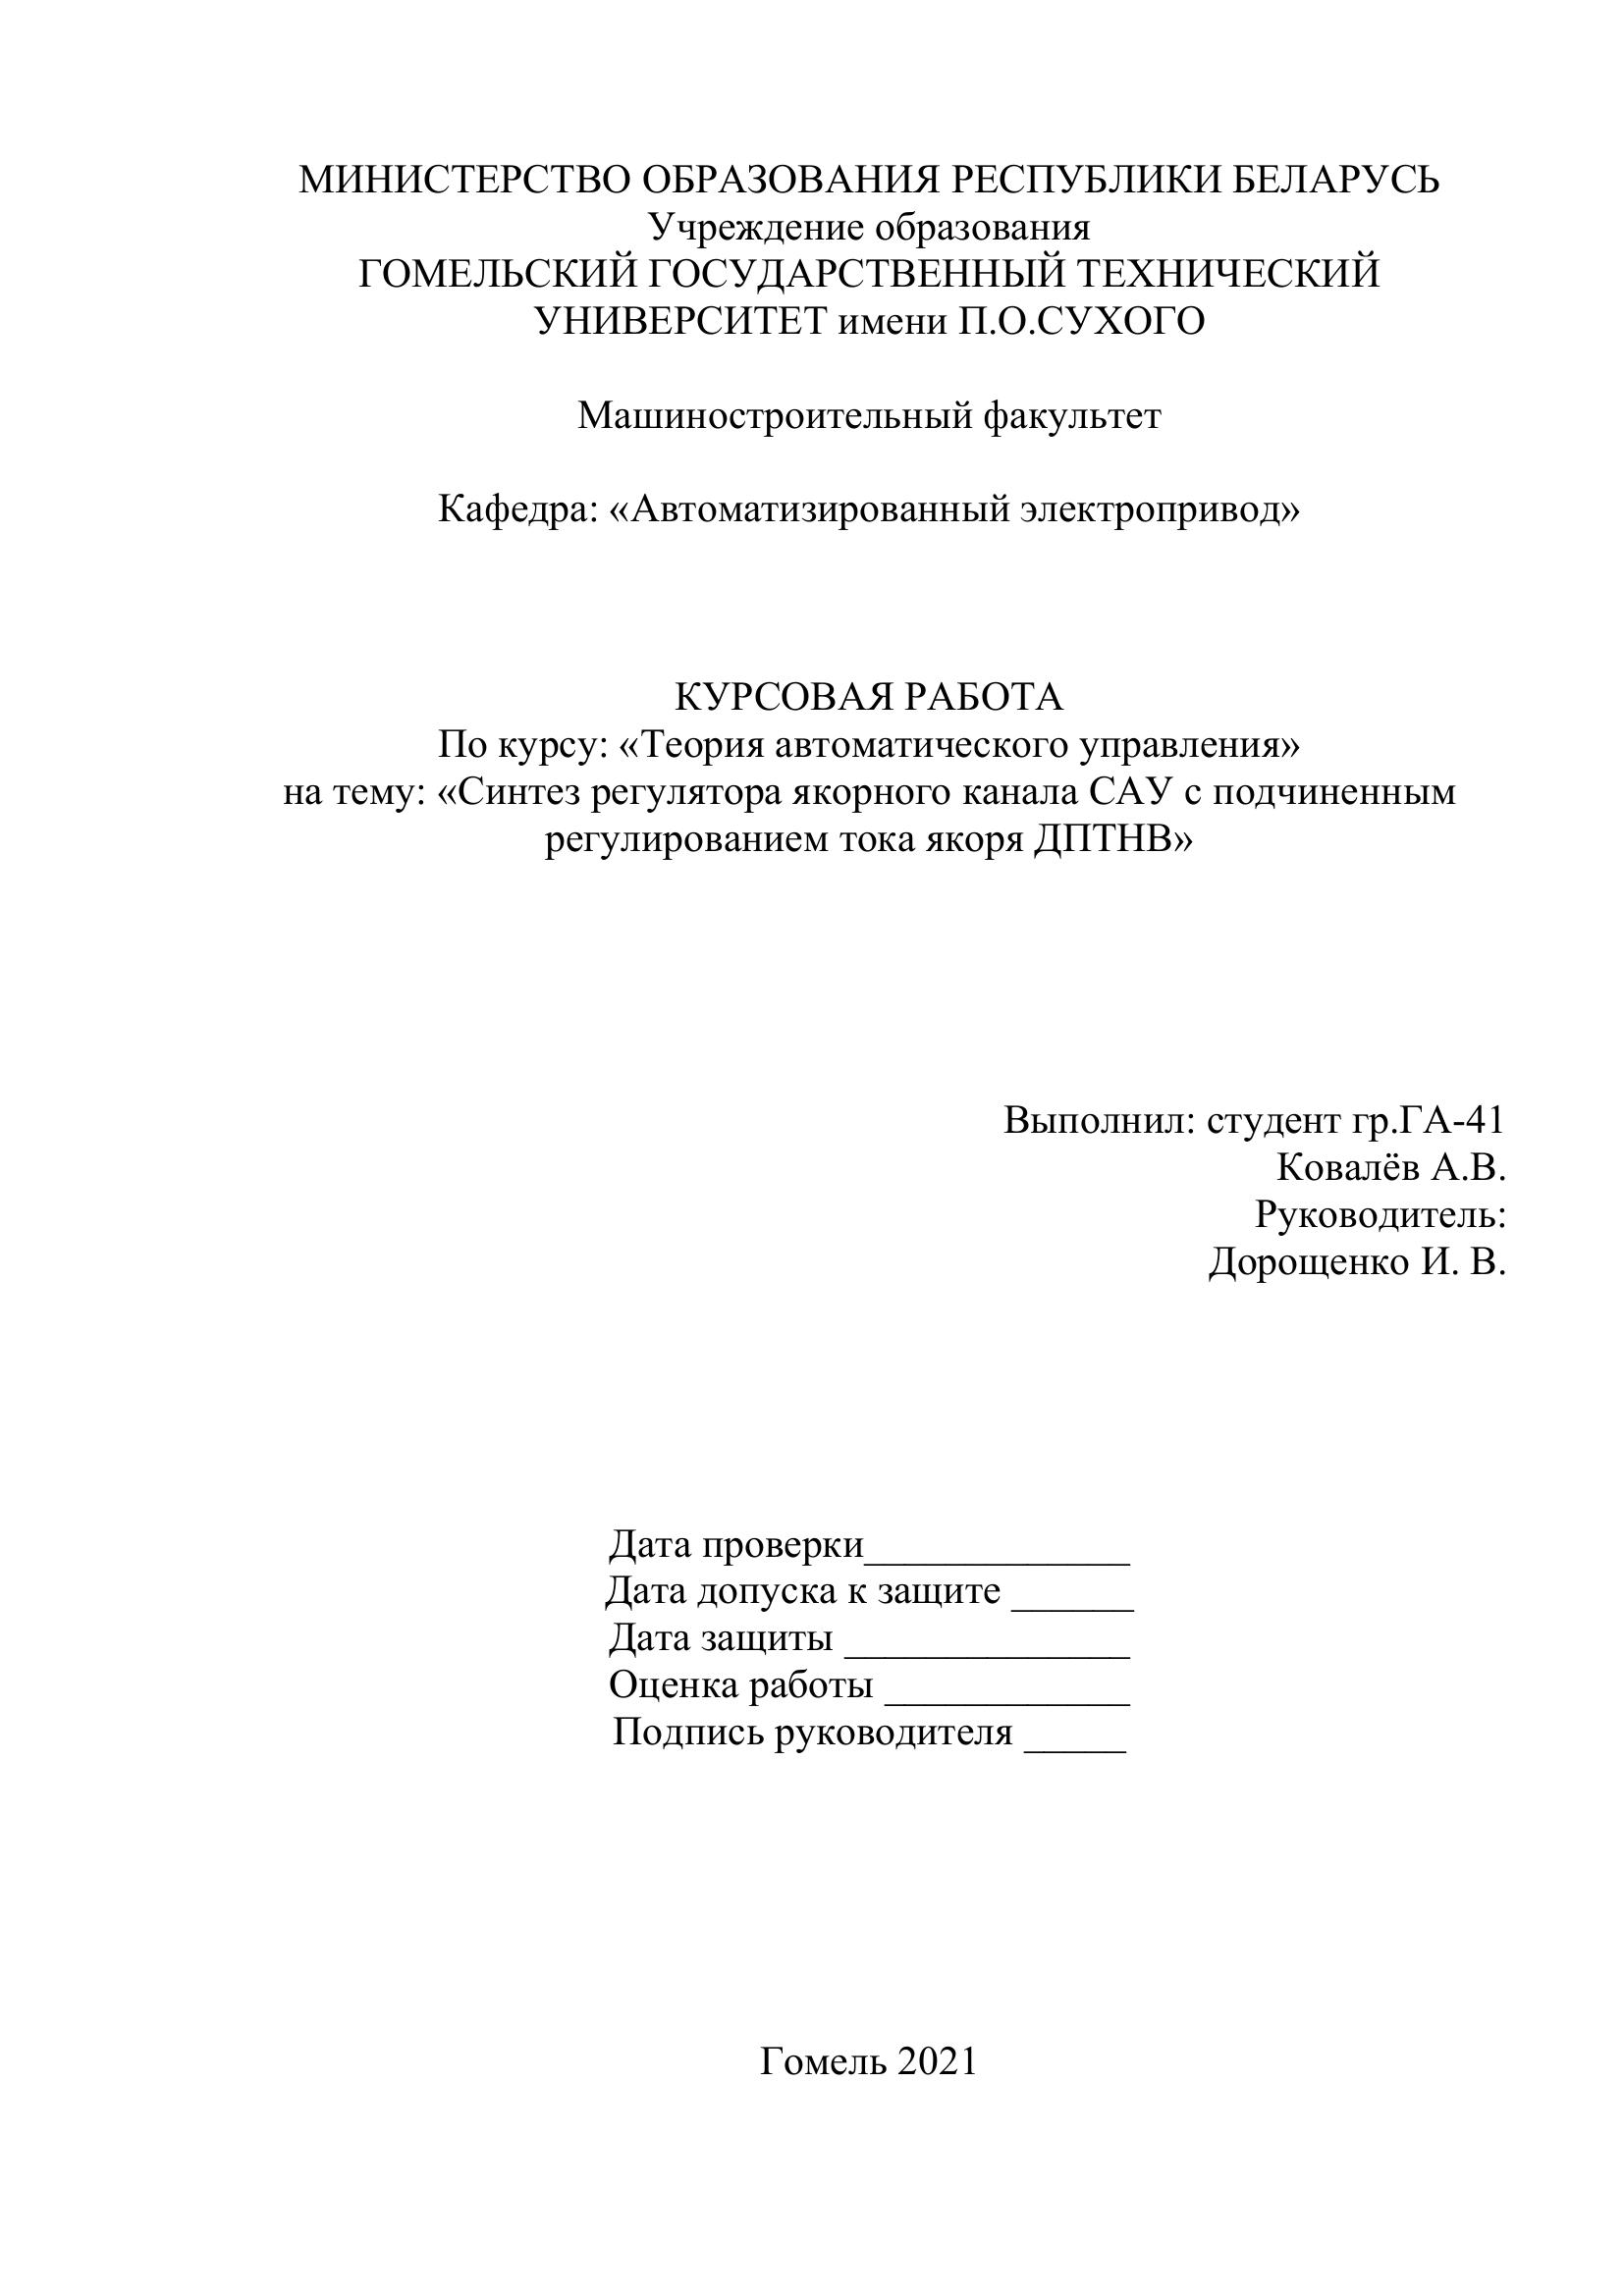 МИНИСТЕРСТВО ОБРАЗОВАНИЯ РЕСПУБЛИКИ БЕЛАРУСЬ
Учреждение образования
ГОМЕЛЬСКИЙ ГОСУДАРСТВЕННЫЙ ТЕХНИЧЕСКИЙ
УНИВЕРСИТЕТ имени П.О.СУХОГО
Машиностроительный факультет
Кафедра: «Автоматизированный электропривод»
КУРСОВАЯ РАБОТА
По курсу: «Теория автоматического управления»
на тему: «Синтез регулятора якорного канала САУ с подчиненным
регулированием тока якоря ДПТНВ»
Выполнил: студент гр.ГА-41
Ковалёв А.В.
Руководитель:
Дорощенко И. В.
Дата проверки_____________
Дата допуска к защите ______
Дата защиты ______________
Оценка работы ____________
Подпись руководителя _____
Гомель 2021